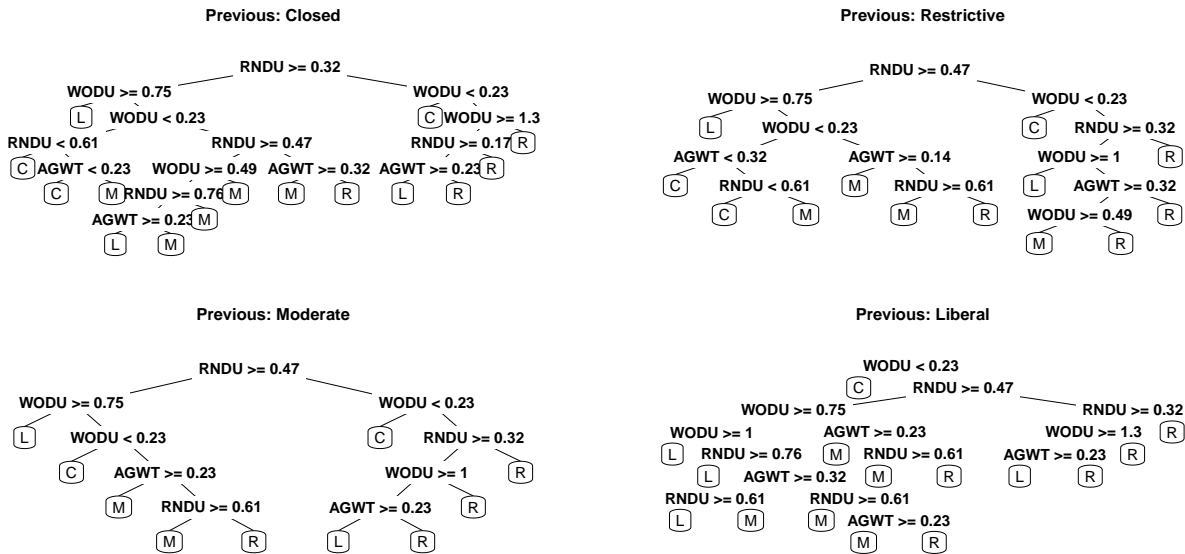 Previous: Closed
RNDU >= 0.32
WODU >= 0.75 WODU < 0.23
L WODU < 0.23 C WODU >= 1.3
RNDU < 0.61 RNDU >= 0.47 RNDU >= 0.17 R
C AGWT < 0.23 WODU >= 0.49 AGWT >= 0.32 AGWT >= 0.23 R
C M RNDU >= 0.76 M M R L R
AGWT >= 0.23 M
L M
Previous: Restrictive
RNDU >= 0.47
WODU >= 0.75 WODU < 0.23
L WODU < 0.23 C RNDU >= 0.32
AGWT < 0.32 AGWT >= 0.14 WODU >= 1 R
C RNDU < 0.61 M RNDU >= 0.61 L AGWT >= 0.32
C M M R WODU >= 0.49 R
M R
Previous: Moderate
RNDU >= 0.47
WODU >= 0.75 WODU < 0.23
L WODU < 0.23 C RNDU >= 0.32
C AGWT >= 0.23 WODU >= 1 R
M RNDU >= 0.61 AGWT >= 0.23 R
M R L R
Previous: Liberal
WODU < 0.23
C RNDU >= 0.47
WODU >= 0.75 RNDU >= 0.32
WODU >= 1 AGWT >= 0.23 WODU >= 1.3 R
L RNDU >= 0.76 M RNDU >= 0.61 AGWT >= 0.23 R
L AGWT >= 0.32 M R L R
RNDU >= 0.61 RNDU >= 0.61
L M M AGWT >= 0.23
M R